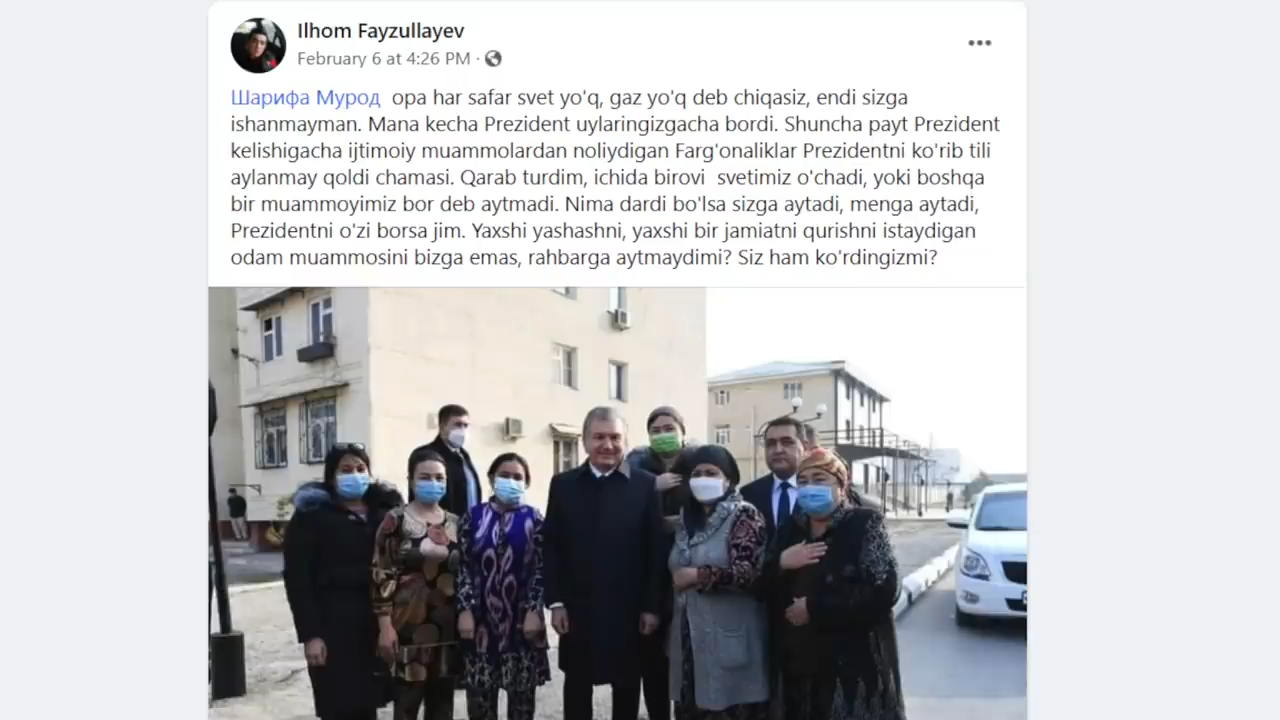 Ilhom Fayzullayev
February 6 at 4:26 PM ·
Шарифа Мурод opa har safar svet yo'q, gaz yo'q deb chiqasiz, endi sizga
ishanmayman. Mana kecha Prezident uylaringizgacha bordi. Shuncha payt Prezident
kelishigacha ijtimoiy muammolardan noliydigan Farg'onaliklar Prezidentni ko'rib tili
aylanmay qoldi chamasi. Qarab turdim, ichida birovi svetimiz o'chadi, yoki boshqa
bir muammoyimiz bor deb aytmadi. Nima dardi bo'lsa sizga aytadi, menga aytadi,
Prezidentni o'zi borsa jim. Yaxshi yashashni, yaxshi bir jamiatni qurishni istaydigan
odam muammosini bizga emas, rahbarga aytmaydimi? Siz ham ko'rdingizmi?